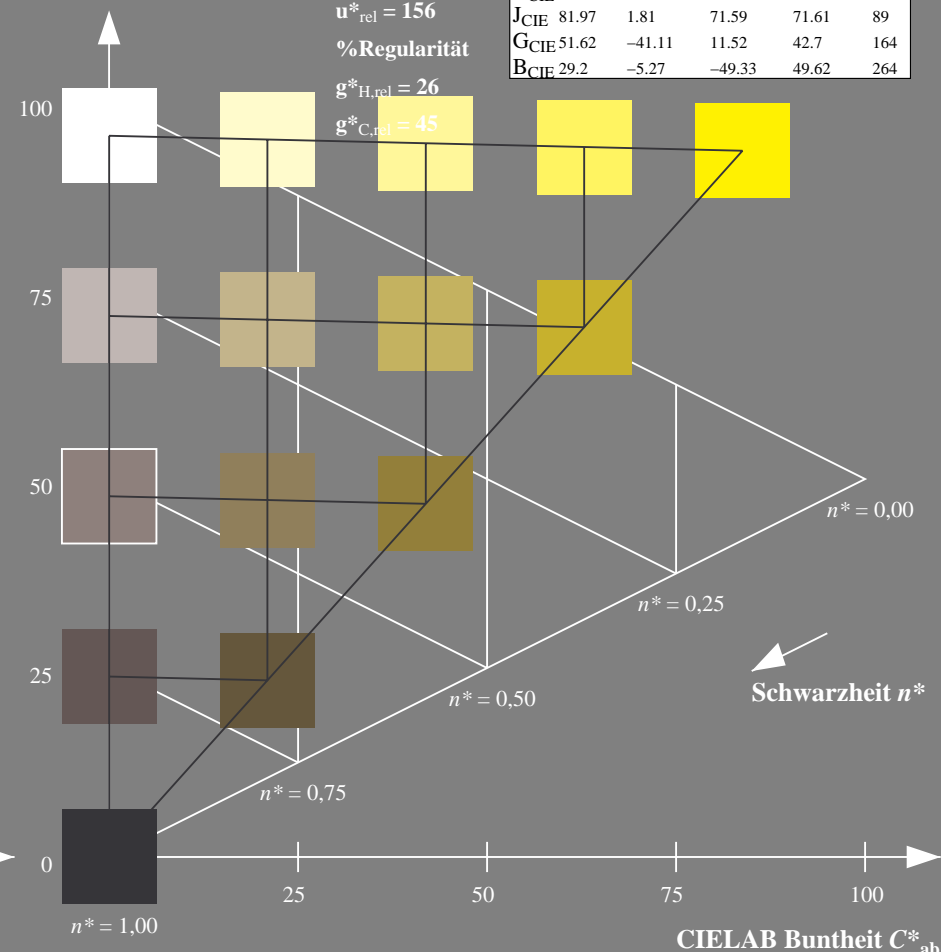 u*rel = 156
%Regularität
g*H,rel = 26
g*C,rel = 45
JCIE 81.97 1.81 71.59 71.61 89
GCIE 51.62 −41.11 11.52 42.7 164
BCIE 29.2 −5.27 −49.33 49.62 264
100
75
50
n* = 0,00
n* = 0,25
25
Schwarzheit n*
n* = 0,50
n* = 0,75
0
25 50 75 100
n* = 1,00
CIELAB Buntheit C*ab